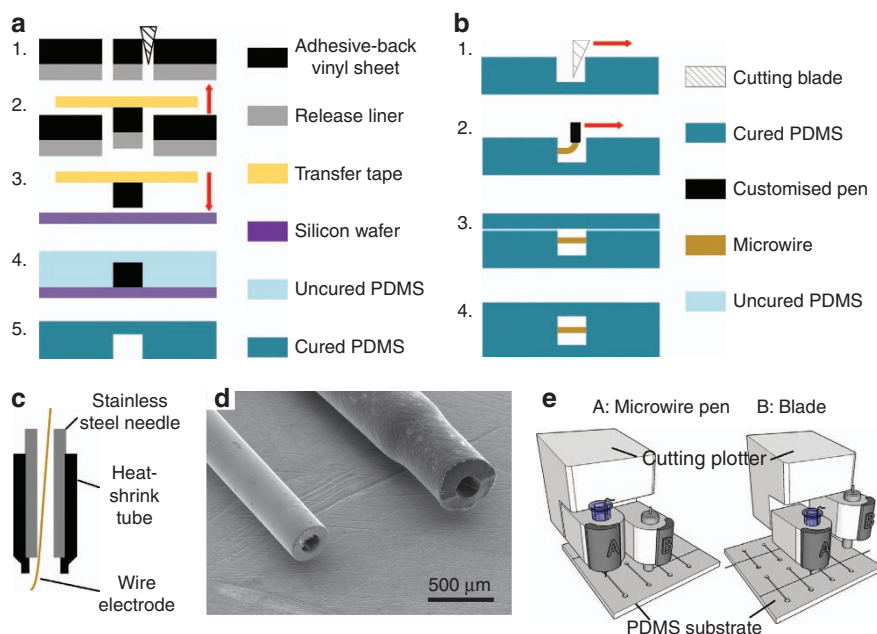 a
1.
2.
3.
4.
5.
Adhesive-back
vinyl sheet
Release liner
Transfer tape
Silicon wafer
Uncured PDMS
Cured PDMS
b
1.
2.
3.
4.
Cutting blade
Cured PDMS
Customised pen
Microwire
Uncured PDMS
c
Stainless
steel needle
Heat-
shrink
tube
Wire
electrode
d
500 μm
e
A: Microwire pen B: Blade
Cutting plotter
A
B
A
B
PDMS substrate